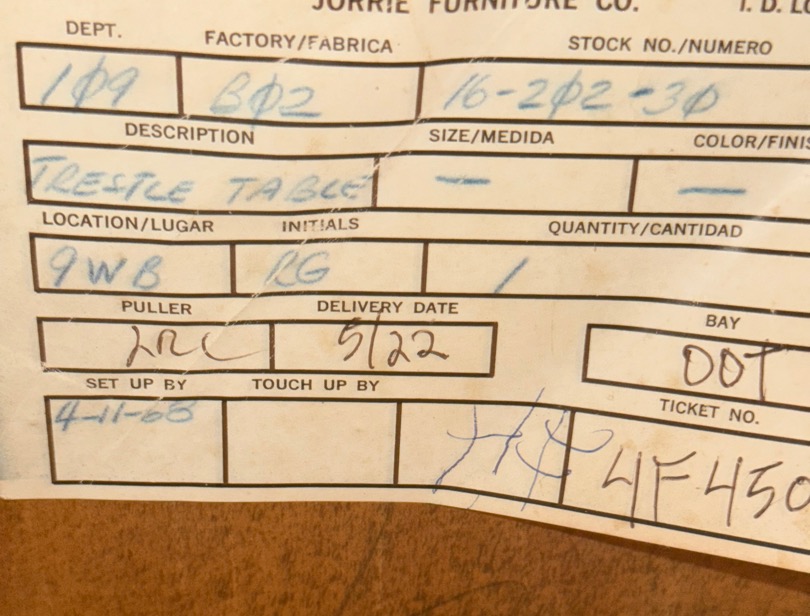 FURNITURE CO.
DEPT. FACTORY/FABRICA STOCK NO./NUMERO
1Ø9 BØ2 16-2Ø2-3Ø
DESCRIPTION SIZE/MEDIDA COLOR/FINIS
TRESTLE TABLE — —
LOCATION/LUGAR INITIALS QUANTITY/CANTIDAD
9WB RG 1
PULLER DELIVERY DATE BAY
5/22 OOT
SET UP BY TOUCH UP BY TICKET NO.
4-11-68 4F450